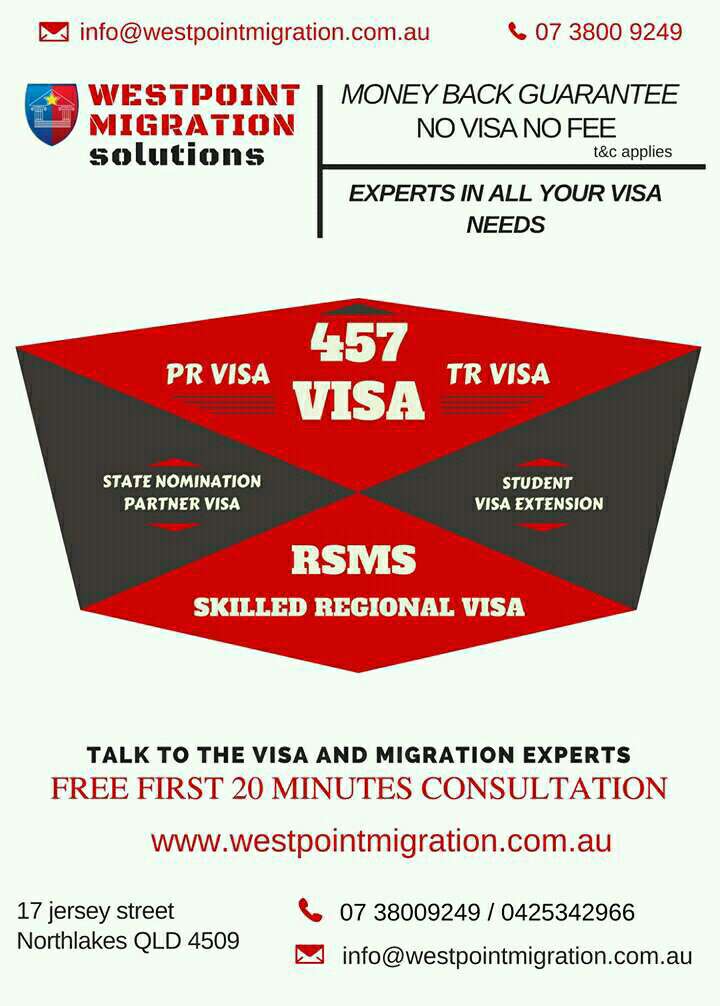 info@westpointmigration.com.au
07 3800 9249
WESTPOINT
MIGRATION
solutions
MONEY BACK GUARANTEE
NO VISA NO FEE
t&c applies
EXPERTS IN ALL YOUR VISA
NEEDS
457
VISA
PR VISA
TR VISA
STATE NOMINATION
PARTNER VISA
STUDENT
VISA EXTENSION
RSMS
SKILLED REGIONAL VISA
TALK TO THE VISA AND MIGRATION EXPERTS
FREE FIRST 20 MINUTES CONSULTATION
www.westpointmigration.com.au
17 jersey street
Northlakes QLD 4509
07 38009249 / 0425342966
info@westpointmigration.com.au